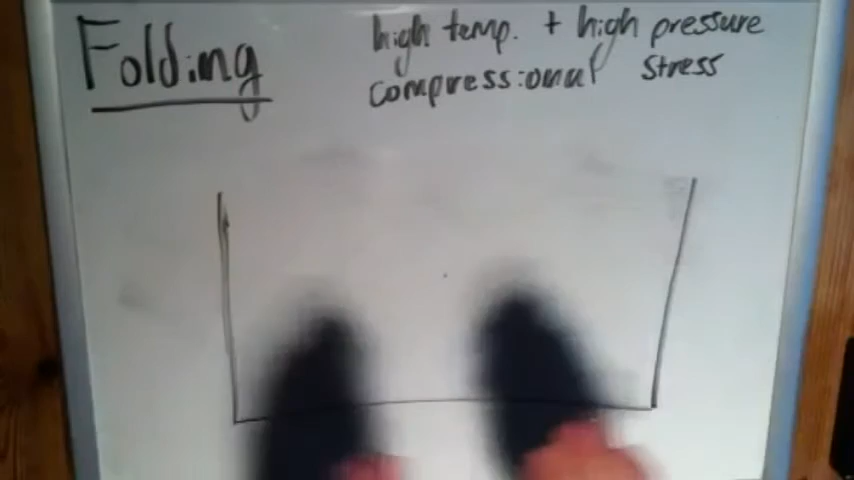 Folding
high temp. + high pressure
compressional stress